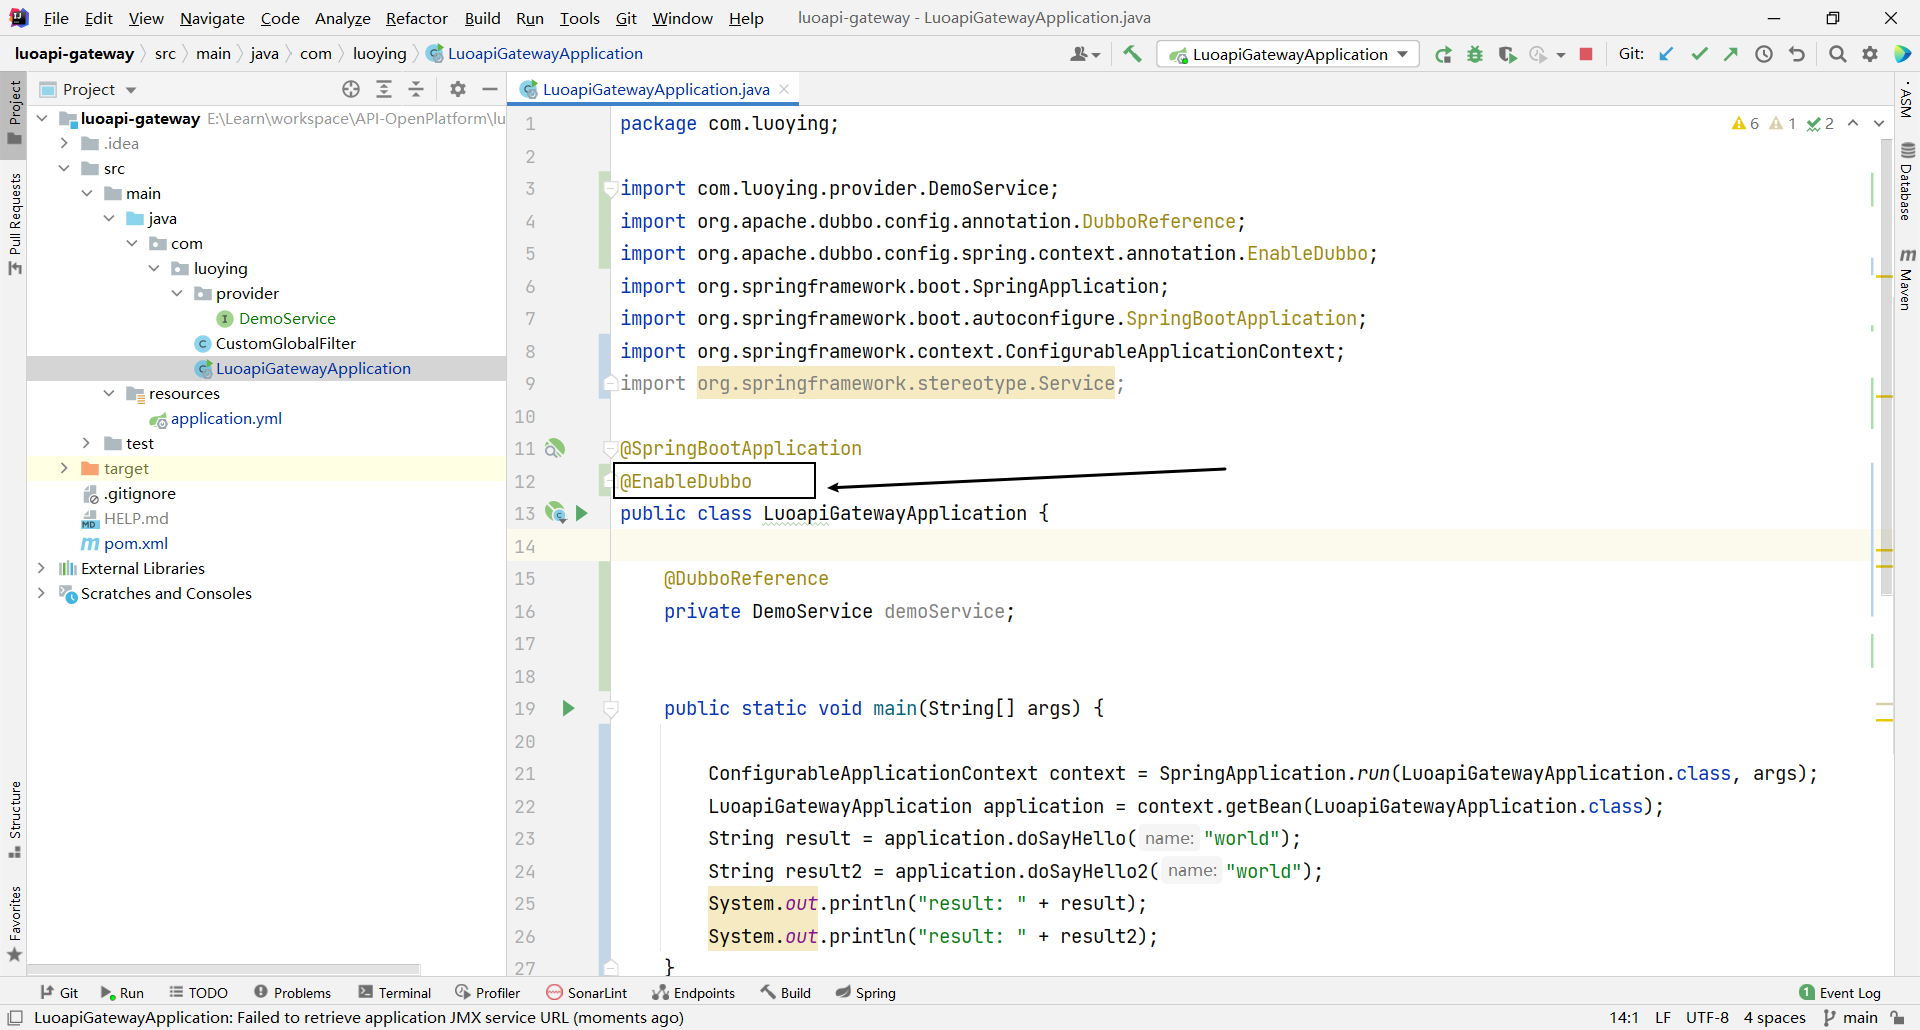 File Edit View Navigate Code Analyze Refactor Build Run Tools Git Window Help luoapi-gateway - LuoapiGatewayApplication.java
luoapi-gateway src main java com luoying LuoapiGatewayApplication LuoapiGatewayApplication Git:
Project LuoapiGatewayApplication.java
Project
Pull Requests
Structure
Favorites
luoapi-gateway E:\Learn\workspace\API-OpenPlatform\lu
.idea
src
main
java
com
luoying
provider
DemoService
CustomGlobalFilter
LuoapiGatewayApplication
resources
application.yml
test
target
.gitignore
HELP.md
pom.xml
External Libraries
Scratches and Consoles
6 1 2
1 package com.luoying;
2
3 import com.luoying.provider.DemoService;
4 import org.apache.dubbo.config.annotation.DubboReference;
5 import org.apache.dubbo.config.spring.context.annotation.EnableDubbo;
6 import org.springframework.boot.SpringApplication;
7 import org.springframework.boot.autoconfigure.SpringBootApplication;
8 import org.springframework.context.ConfigurableApplicationContext;
9 import org.springframework.stereotype.Service;
10
11 @SpringBootApplication
12 @EnableDubbo
13 public class LuoapiGatewayApplication {
14
15 @DubboReference
16 private DemoService demoService;
17
18
19 public static void main(String[] args) {
20
21 ConfigurableApplicationContext context = SpringApplication.run(LuoapiGatewayApplication.class, args);
22 LuoapiGatewayApplication application = context.getBean(LuoapiGatewayApplication.class);
23 String result = application.doSayHello( name: "world");
24 String result2 = application.doSayHello2( name: "world");
25 System.out.println("result: " + result);
26 System.out.println("result: " + result2);
27 }
ASM
Database
Maven
Git Run TODO Problems Terminal Profiler SonarLint Endpoints Build Spring 1 Event Log
LuoapiGatewayApplication: Failed to retrieve application JMX service URL (moments ago) 14:1 LF UTF-8 4 spaces main